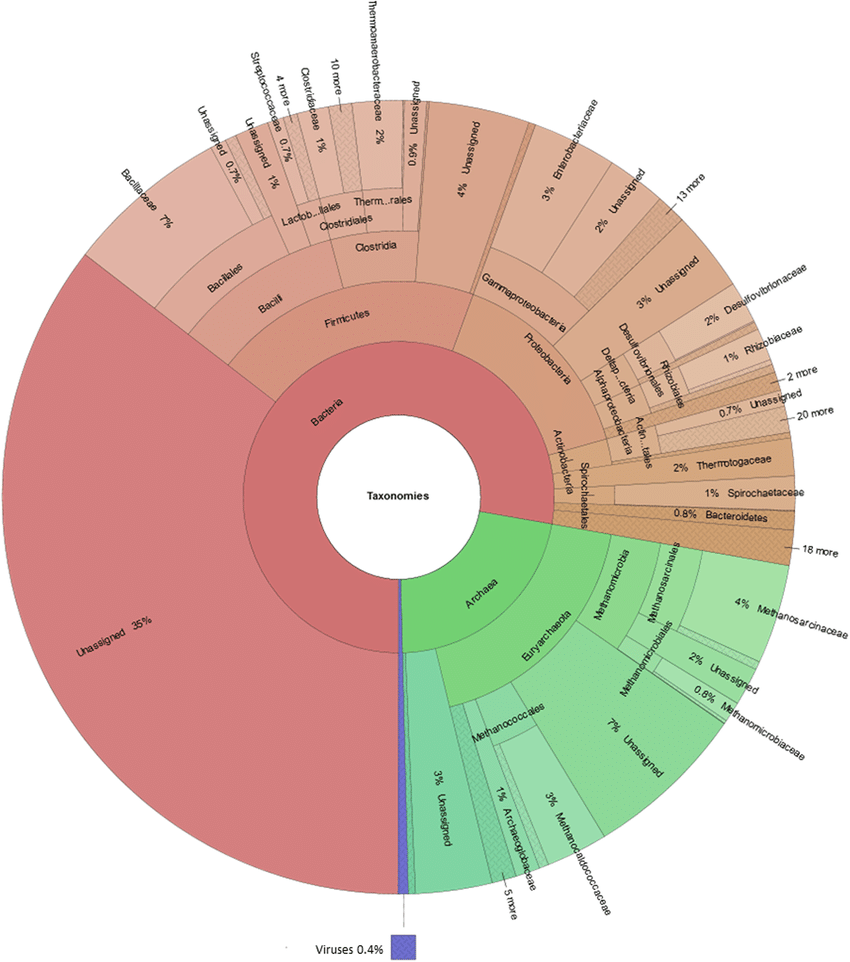 Taxonomies
Bacteria
Unassigned 35%
Firmicutes
Bacilli
Bacillales
Bacillaceae 7%
Unassigned 0.7%
Unassigned 1%
Lactob...llales
Streptococcaceae 0.7%
4 more
Clostridia
Clostridiales
Clostridiaceae 1%
10 more
Therm...rales
Thermoanaerobacteraceae 2%
0.9% Unassigned
4% Unassigned
Proteobacteria
Gammaproteobacteria
3% Enterobacteriaceae
2% Unassigned
13 more
3% Unassigned
Deltap...cteria
Desulfovibrionales
2% Desulfovibrionaceae
Alphaproteobacteria
Rhizobiales
1% Rhizobiaceae
2 more
Actinobacteria
Actin...tales
0.7% Unassigned
20 more
2% Thermotogaceae
Spirochaetales
1% Spirochaetaceae
0.8% Bacteroidetes
18 more
Archaea
Euryarchaeota
Methanomicrobia
Methanosarcinales
4% Methanosarcinaceae
Methanomicrobiales
2% Unassigned
0.8% Methanomicrobiaceae
7% Unassigned
Methanococcales
3% Methanocaldococcaceae
1% Archaeoglobaceae
5 more
3% Unassigned
Viruses 0.4%